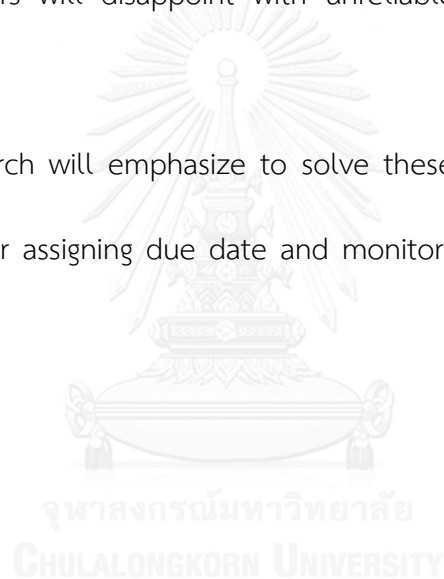 rs will disappoint with unreliable
rch will emphasize to solve these
r assigning due date and monitor
จุฬาลงกรณ์มหาวิทยาลัย
CHULALONGKORN UNIVERSITY